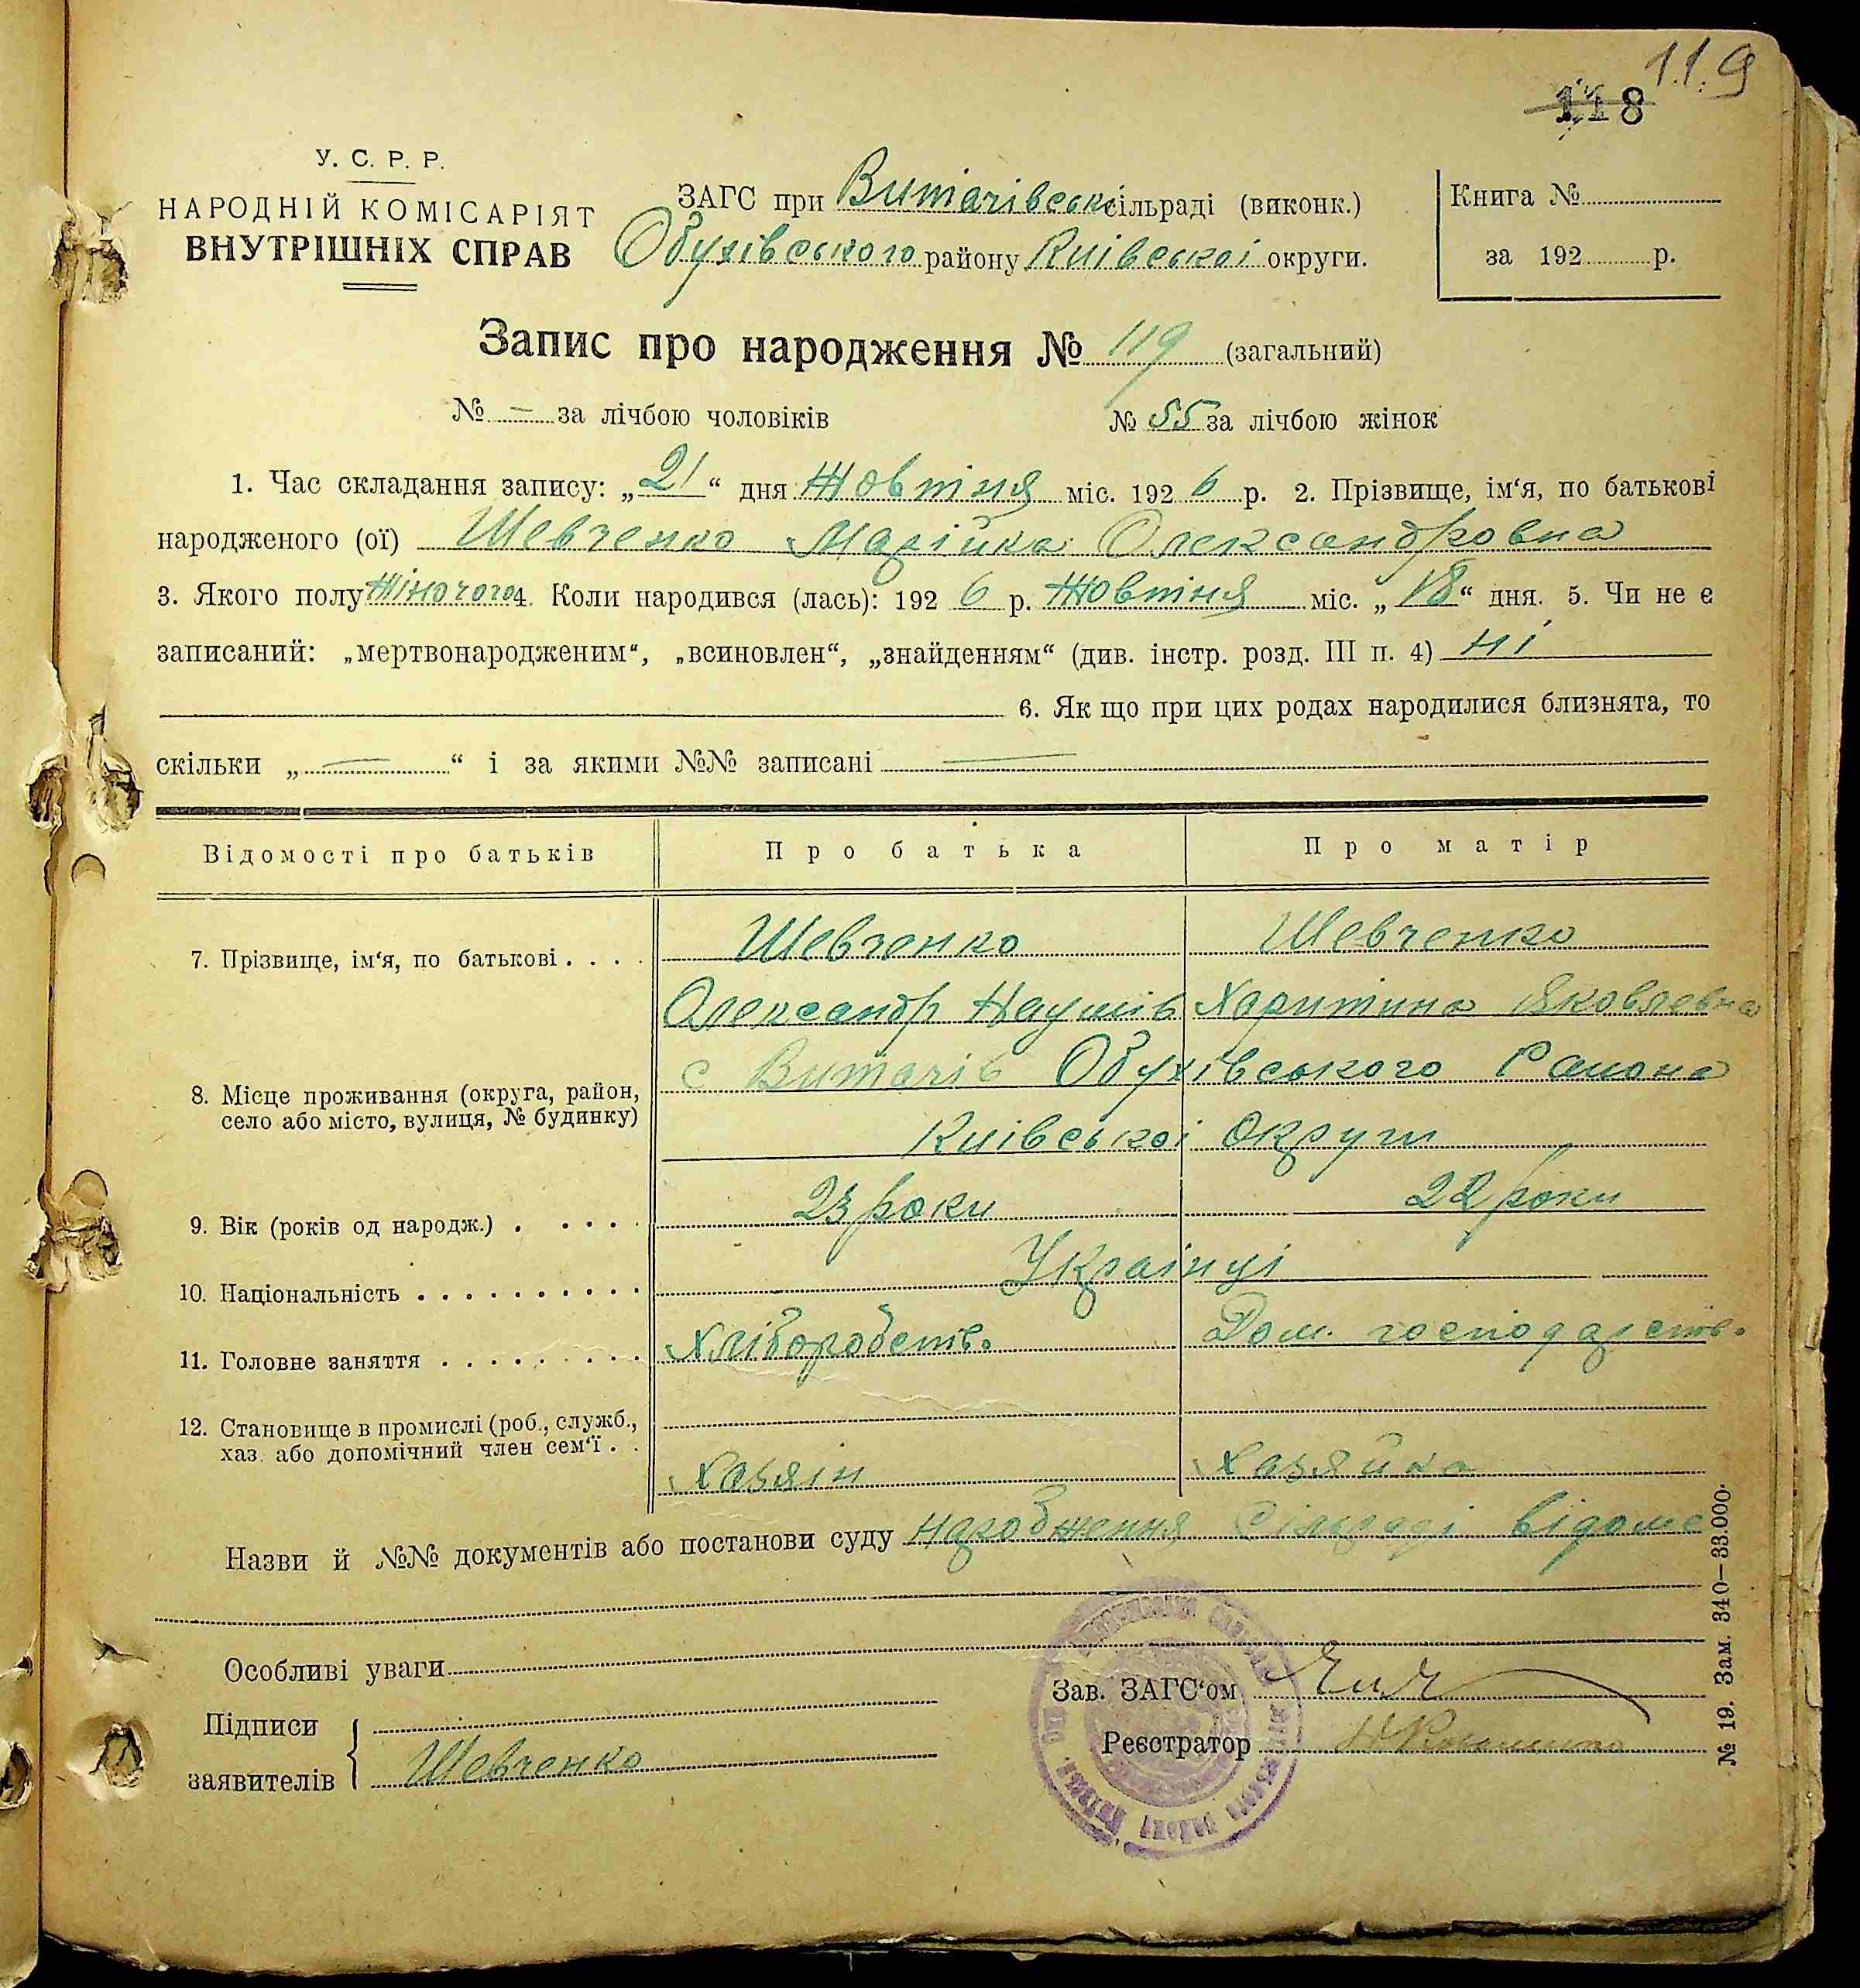 119
118
У. С. Р. Р.
НАРОДНІЙ КОМІСАРІЯТ
ВНУТРІШНІХ СПРАВ
ЗАГС при Витачівськ сільраді (виконк.)
Обухівського району Київської округи.
Книга №
за 192 р.
Запис про народження № 119 (загальний)
№ — за лічбою чоловіків № 55 за лічбою жінок
1. Час складання запису: „21“ дня Жовтня міс. 1926 р. 2. Прізвище, ім‘я, по батькові
народженого (ої) Шевченко Марійка Олександровна
3. Якого полу Жіночого 4. Коли народився (лась): 1926 р. Жовтня міс. „18“ дня. 5. Чи не є
записаний: „мертвонародженим“, „всиновлен“, „знайденням“ (див. інстр. розд. III п. 4) ні
6. Як що при цих родах народилися близнята, то
скільки „—“ і за якими №№ записані —
Відомості про батьків Про батька Про матір
7. Прізвище, ім‘я, по батькові . . . . Шевченко Шевченко
Олександр Наумів Харитина Яковлевна
8. Місце проживання (округа, район, село або місто, вулиця, № будинку) с Витачів Обухівського Района
Київської Округи
9. Вік (років од народж.) . . . . . 23 роки 22 роки
10. Національність . . . . . . . . . . Українці
11. Головне заняття . . . . . . . . . Хліборобств. Дом. господарств.
12. Становище в промислі (роб., служб.,
хаз. або допомічний член сем‘ї . . Хазяін Хазяйка
Назви й №№ документів або постанови суду Народження Сільраді відоме
Особливі уваги
Підписи
заявителів Шевченко
Зав. ЗАГС‘ом
Реєстратор
№ 19. Зам. 340—33.000.